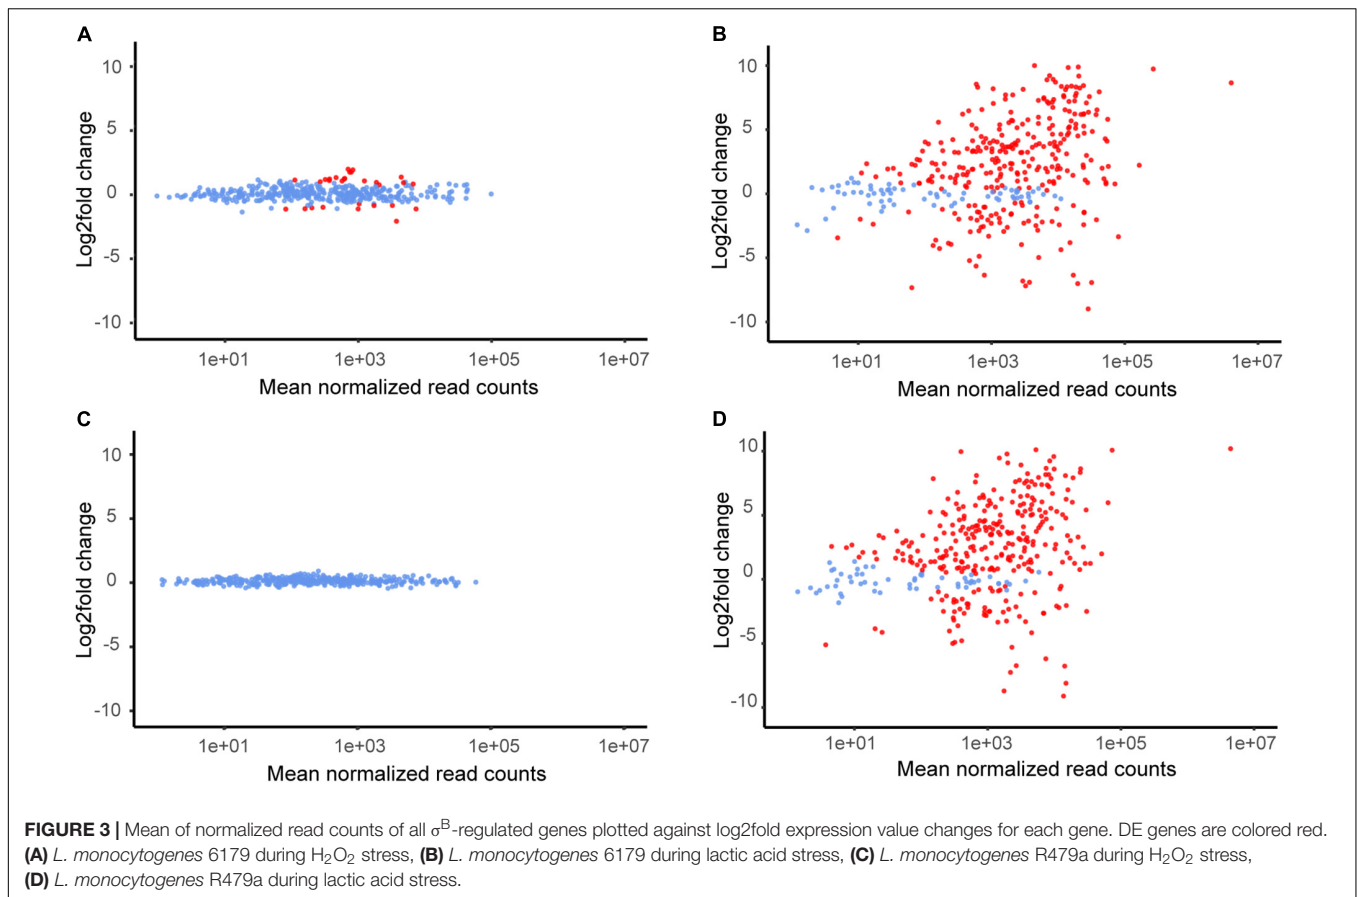 A
10
5
0
-5
-10
Log2fold change
1e+01 1e+03 1e+05 1e+07
Mean normalized read counts
B
10
5
0
-5
-10
Log2fold change
1e+01 1e+03 1e+05 1e+07
Mean normalized read counts
C
10
5
0
-5
-10
Log2fold change
1e+01 1e+03 1e+05 1e+07
Mean normalized read counts
D
10
5
0
-5
-10
Log2fold change
1e+01 1e+03 1e+05 1e+07
Mean normalized read counts
FIGURE 3 | Mean of normalized read counts of all σᴮ-regulated genes plotted against log2fold expression value changes for each gene. DE genes are colored red.
(A) L. monocytogenes 6179 during H₂O₂ stress, (B) L. monocytogenes 6179 during lactic acid stress, (C) L. monocytogenes R479a during H₂O₂ stress,
(D) L. monocytogenes R479a during lactic acid stress.